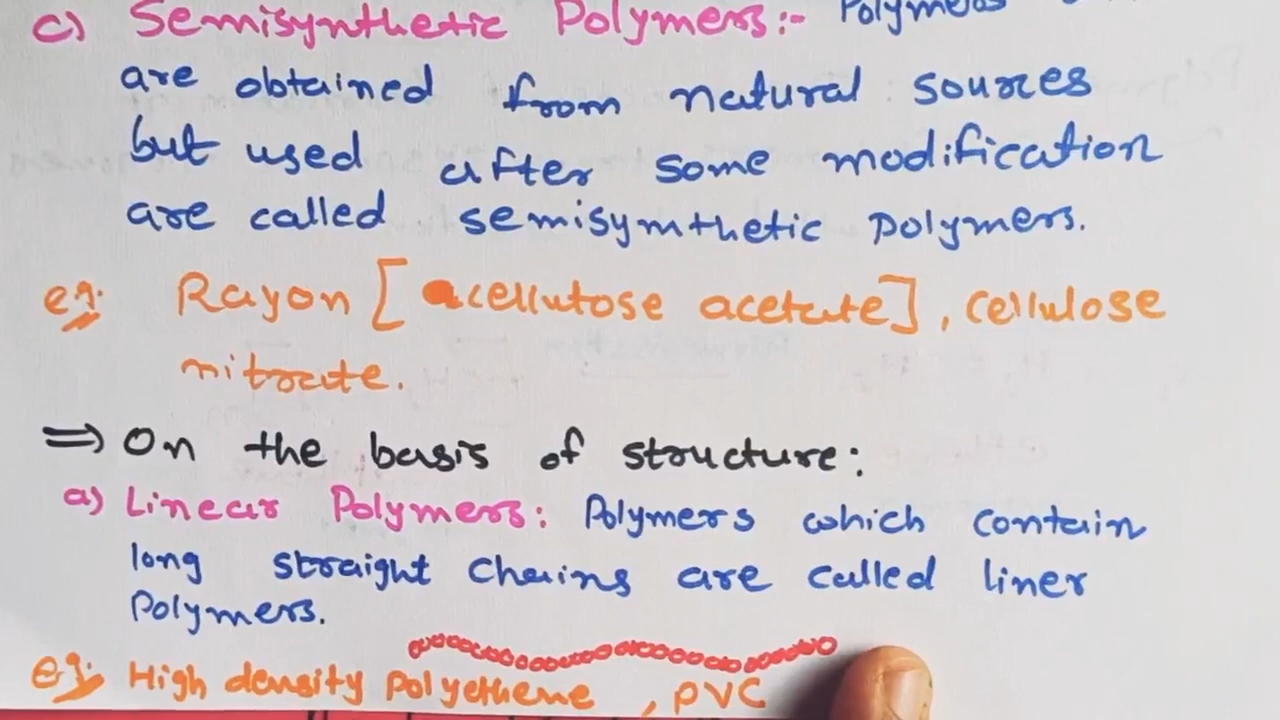 c) Semisynthetic Polymers:- Polymers
are obtained from natural sources
but used after some modification
are called semisymthetic polymers.
eg: Rayon [ acellutose acetate], cellulose
nitrate.
⇒ On the basis of structure:
a) Linear Polymers: Polymers which contain
long straight chains are called liner
Polymers.
eg: High density polyethene , PVC